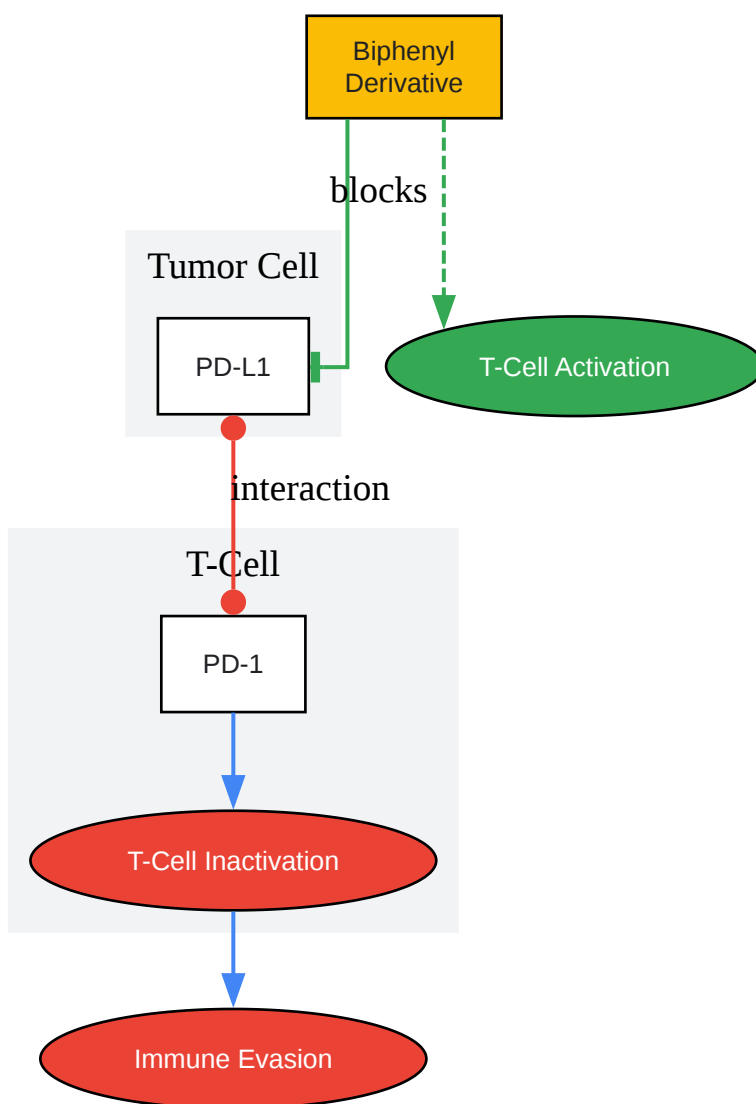 Biphenyl
Derivative
blocks
Tumor Cell
PD-L1
T-Cell Activation
interaction
T-Cell
PD-1
T-Cell Inactivation
Immune Evasion